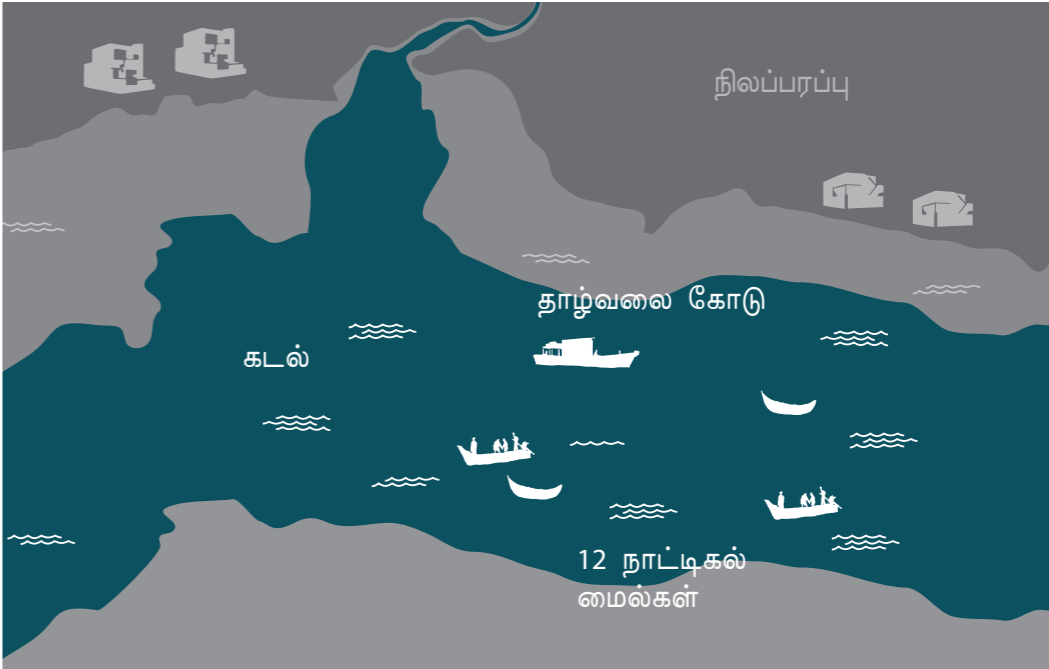 நிலப்பரப்பு
தாழ்வலை கோடு
கடல்
12 நாட்டிகல்
மைல்கள்